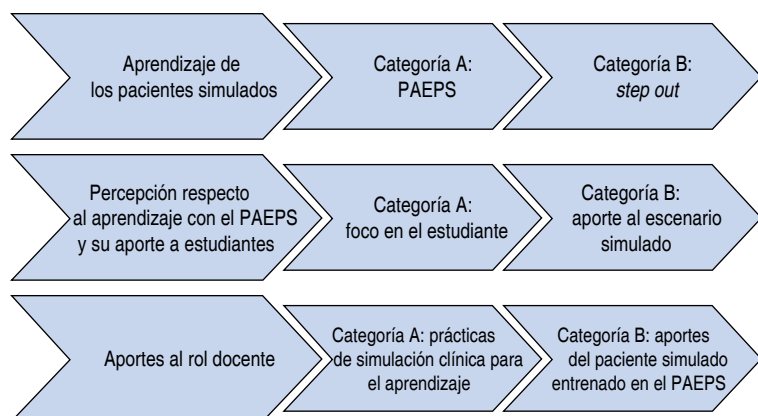 Aprendizaje de
los pacientes simulados
Categoría A:
PAEPS
Categoría B:
step out
Percepción respecto
al aprendizaje con el PAEPS
y su aporte a estudiantes
Categoría A:
foco en el estudiante
Categoría B:
aporte al escenario
simulado
Aportes al rol docente
Categoría A: prácticas
de simulación clínica para
el aprendizaje
Categoría B: aportes
del paciente simulado
entrenado en el PAEPS